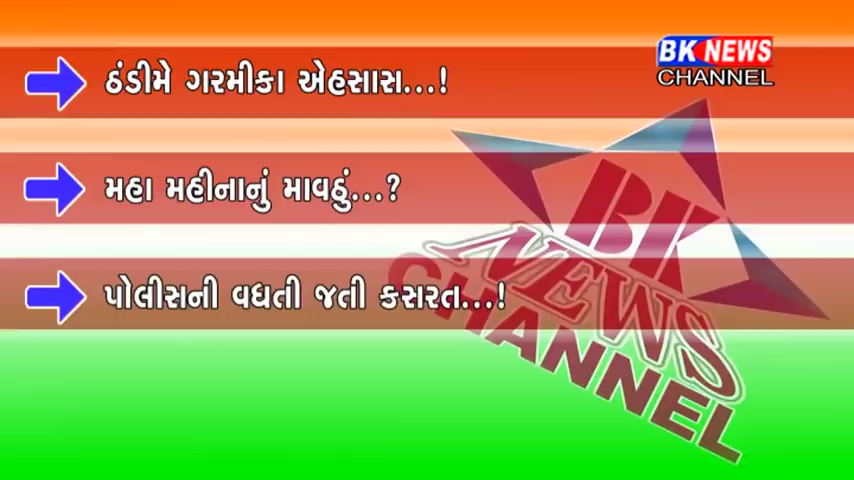 BK NEWS
CHANNEL
ઠંડીમે ગરમીકા એહસાસ...!
મહા મહીનાનું માવઠું...?
પોલીસની વધતી જતી કસરત...!
BK
NEWS
CHANNEL